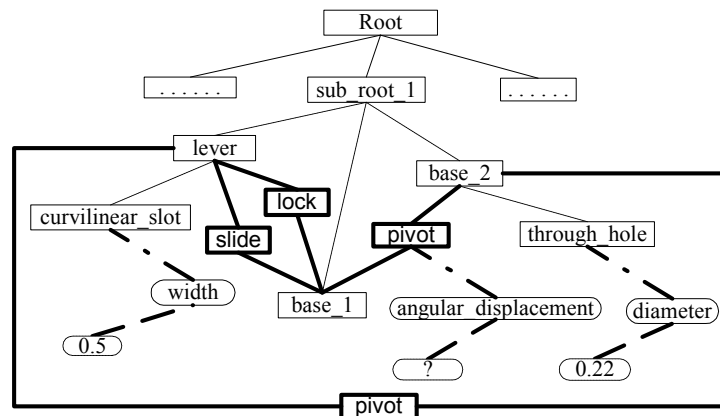 Root
. . . . . .
sub_root_1
. . . . . .
lever
base_2
lock
curvilinear_slot
slide
pivot
through_hole
width
base_1
angular_displacement
diameter
0.5
?
0.22
pivot